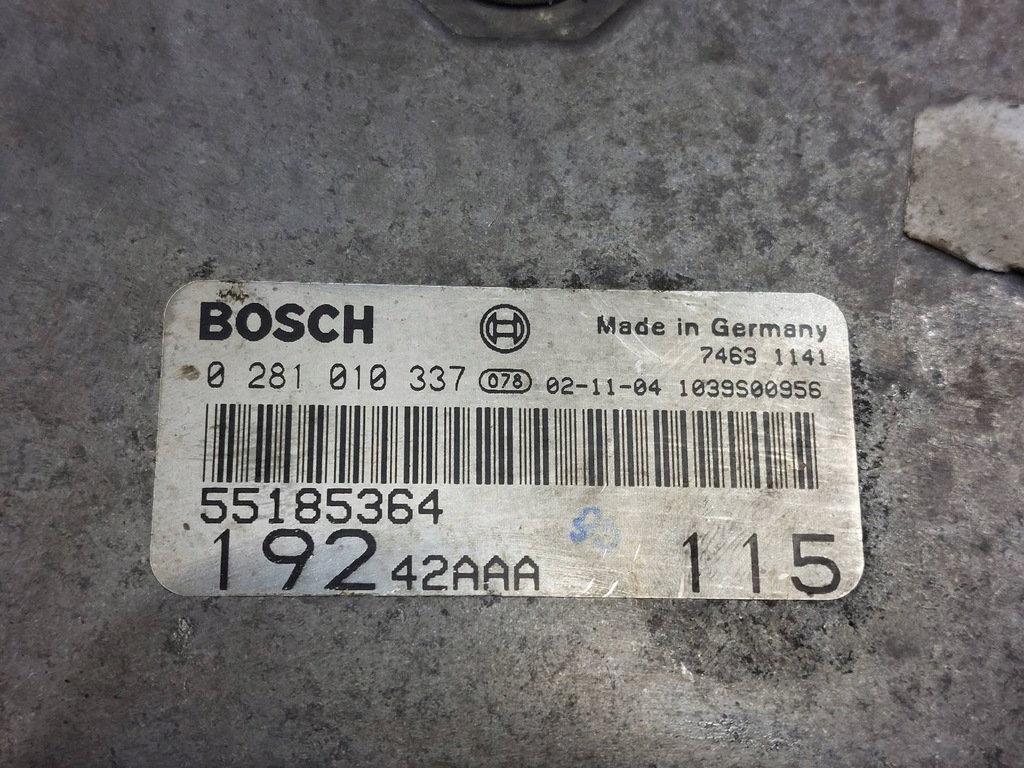 BOSCH Made in Germany
7463 1141
0 281 010 337 078 02-11-04 1039S00956
55185364
192 42AAA 115